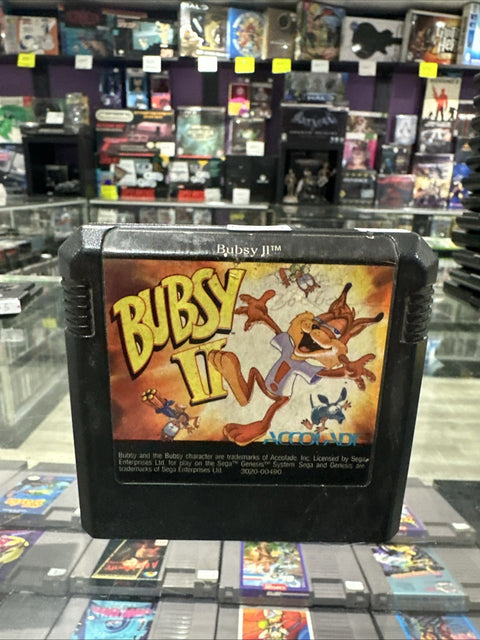 Bubsy II™
BUBSY
II
ACCOLADE
Bubsy and the Bubsy character are trademarks of Accolade, Inc. Licensed by Sega
Enterprises Ltd. for play on the Sega™ Genesis™ System. Sega and Genesis are
trademarks of Sega Enterprises Ltd. 3020-00490